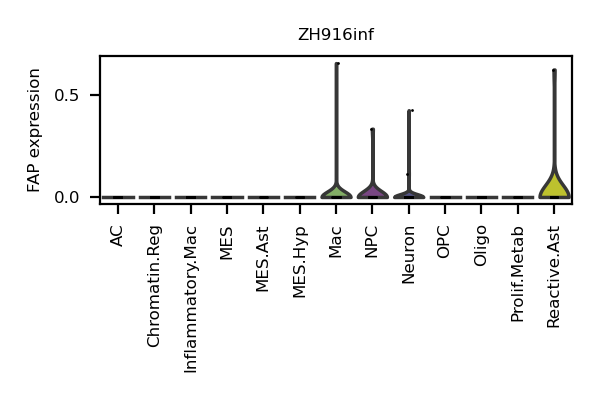 ZH916inf
FAP expression
0.5
0.0
AC
Chromatin.Reg
Inflammatory.Mac
MES
MES.Ast
MES.Hyp
Mac
NPC
Neuron
OPC
Oligo
Prolif.Metab
Reactive.Ast